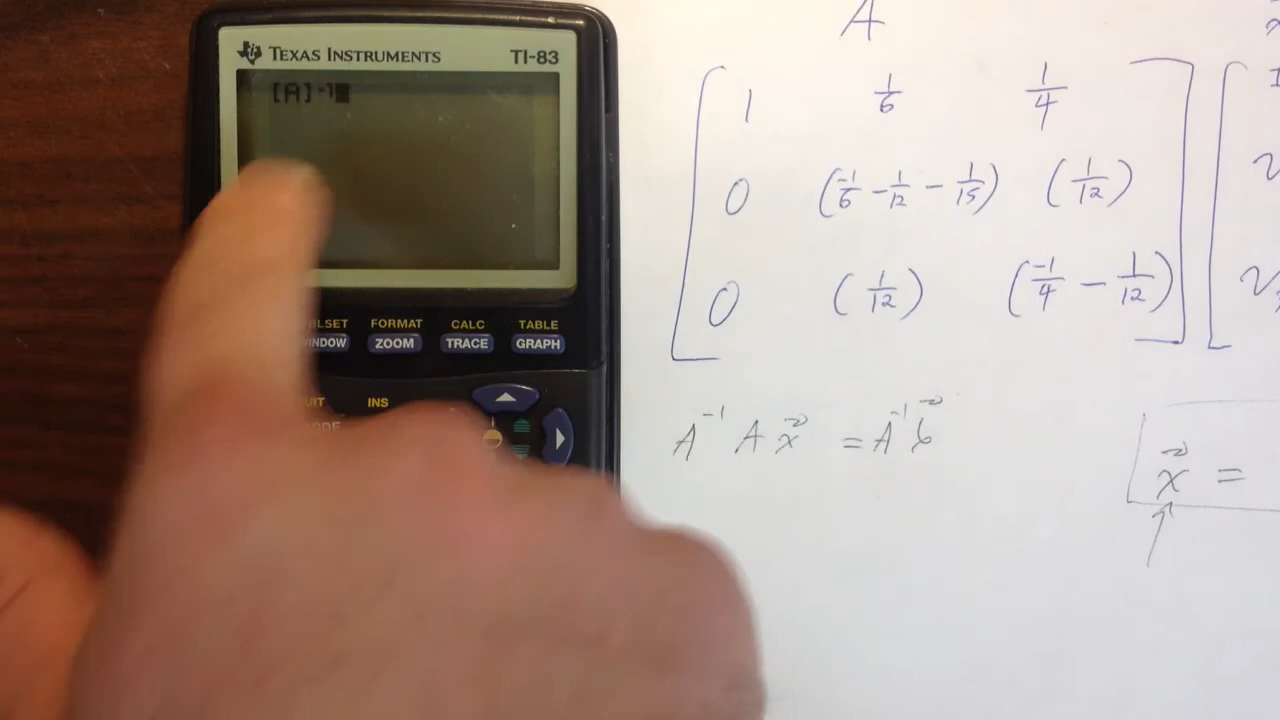 TEXAS INSTRUMENTS TI-83
[A]-1
FORMAT CALC TABLE
WINDOW ZOOM TRACE GRAPH
INS
A
1 1/6 1/4
0 (-1/6 - 1/12 - 1/15) (1/12)
0 (1/12) (-1/4 - 1/12)
A⁻¹ A x⃗ = A⁻¹ b⃗
x⃗ =